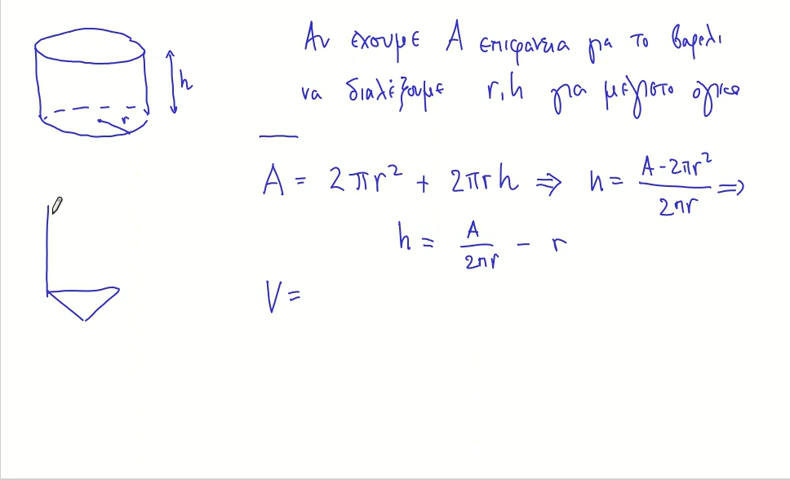 Αν έχουμε A επιφάνεια για το βαρέλι
να διαλέξουμε r, h για μέγιστο όγκο
h
r
A = 2πr² + 2πrh ⇒ h = (A - 2πr²)/(2πr) ⇒
h = A/(2πr) - r
V =